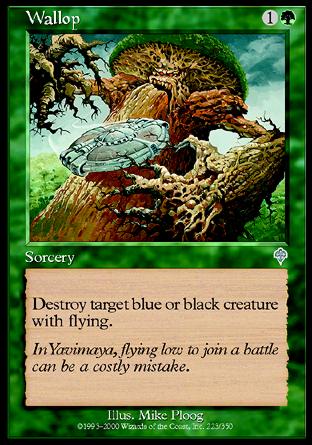 Wallop 1
Sorcery
Destroy target blue or black creature
with flying.
In Yavimaya, flying low to join a battle
can be a costly mistake.
Illus. Mike Ploog
©1993–2000 Wizards of the Coast, Inc. 223/350